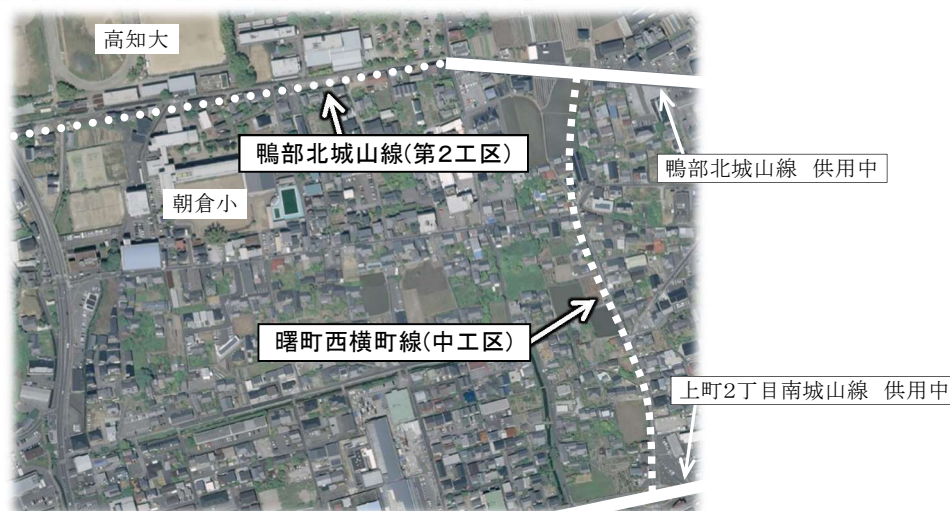 高知大
鴨部北城山線(第2工区)
鴨部北城山線 供用中
朝倉小
曙町西横町線(中工区)
上町2丁目南城山線 供用中